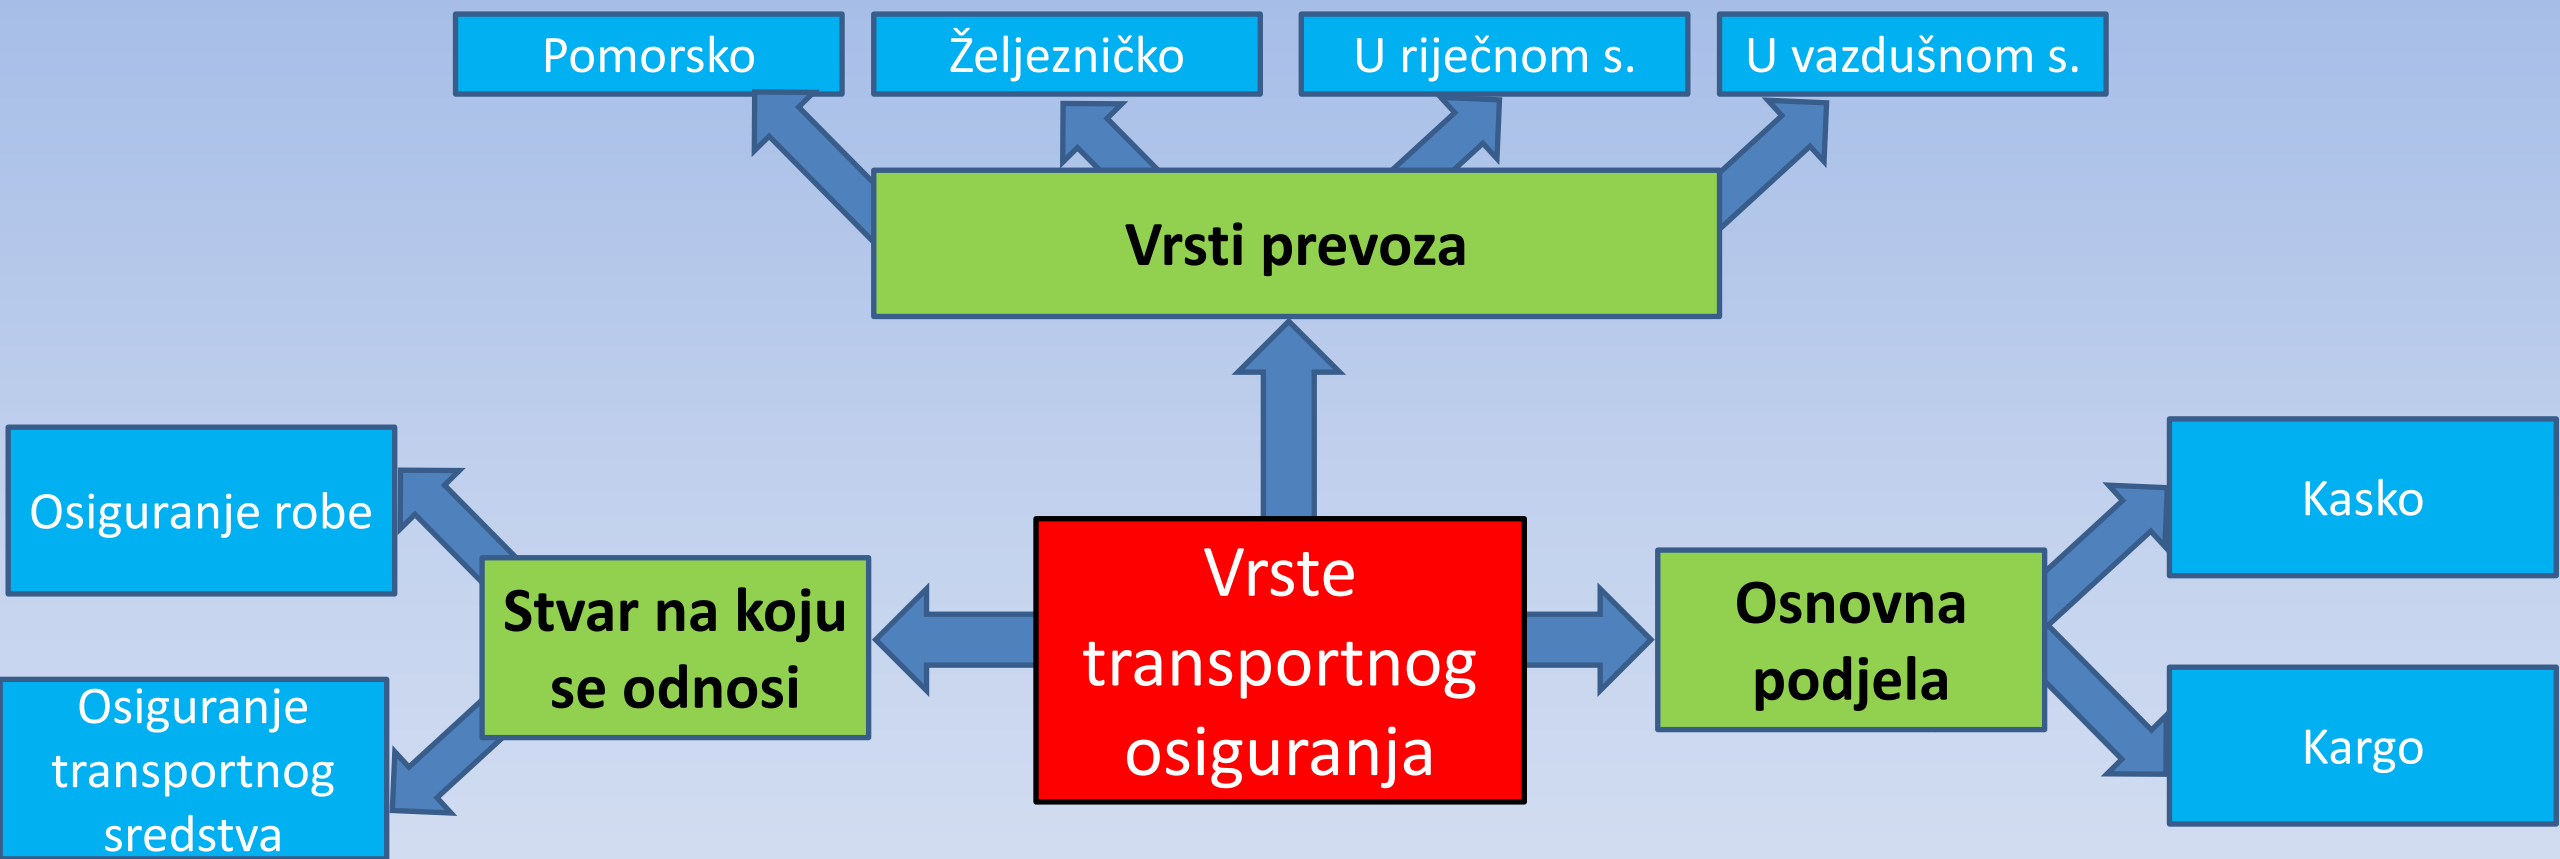 Pomorsko
Željezničko
U riječnom s.
U vazdušnom s.
Vrsti prevoza
Osiguranje robe
Stvar na koju
se odnosi
Osiguranje
transportnog
sredstva
Vrste
transportnog
osiguranja
Osnovna
podjela
Kasko
Kargo